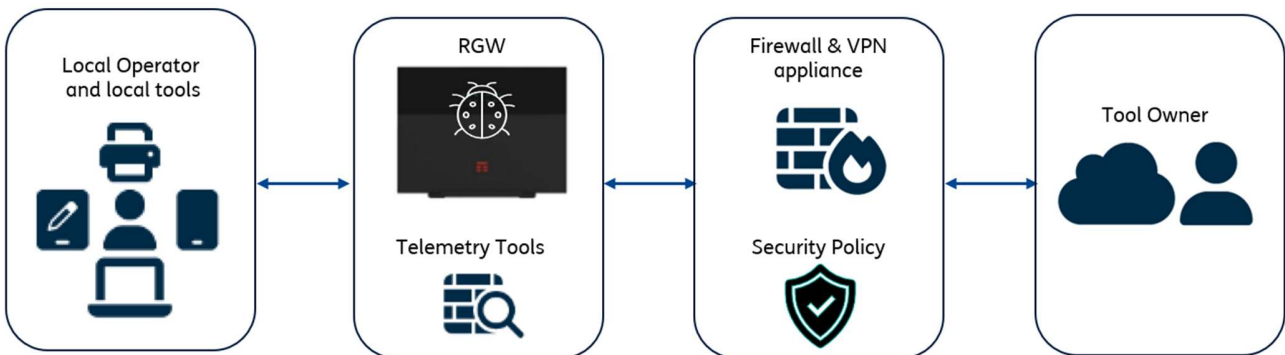 Local Operator
and local tools
RGW
Telemetry Tools
Firewall & VPN
appliance
Security Policy
Tool Owner